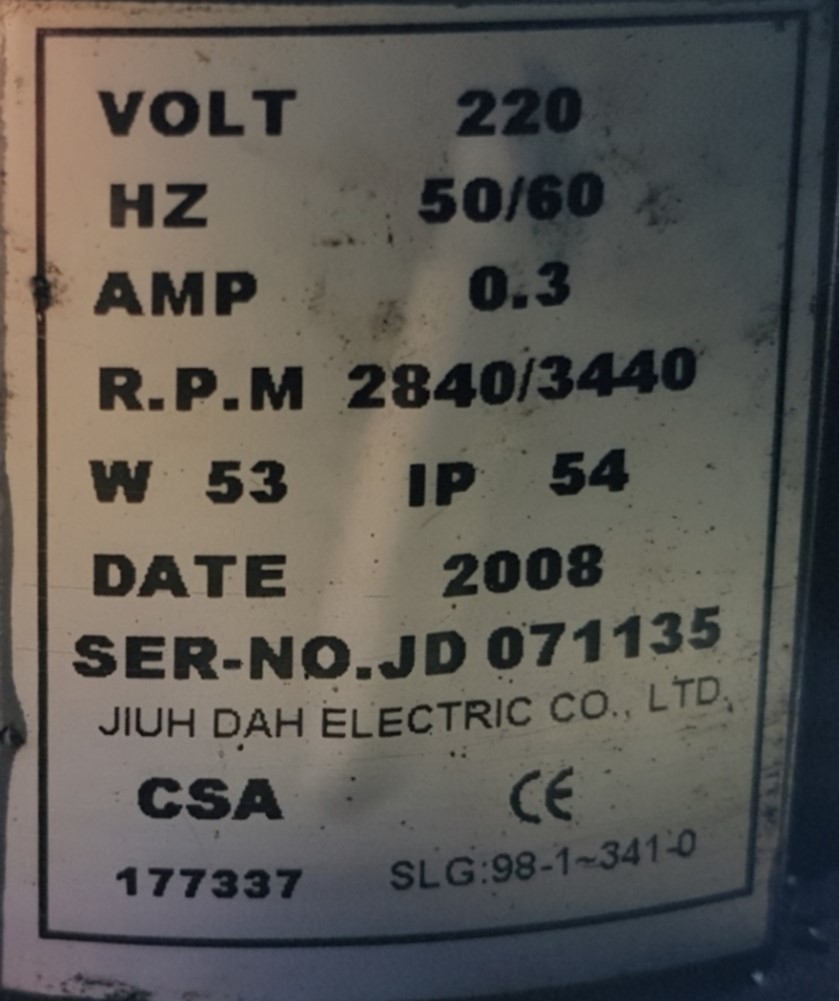 VOLT 220
HZ 50/60
AMP 0.3
R.P.M 2840/3440
W 53 IP 54
DATE 2008
SER-NO.JD 071135
JIUH DAH ELECTRIC CO., LTD.
CSA CE
177337 SLG:98-1~341-0